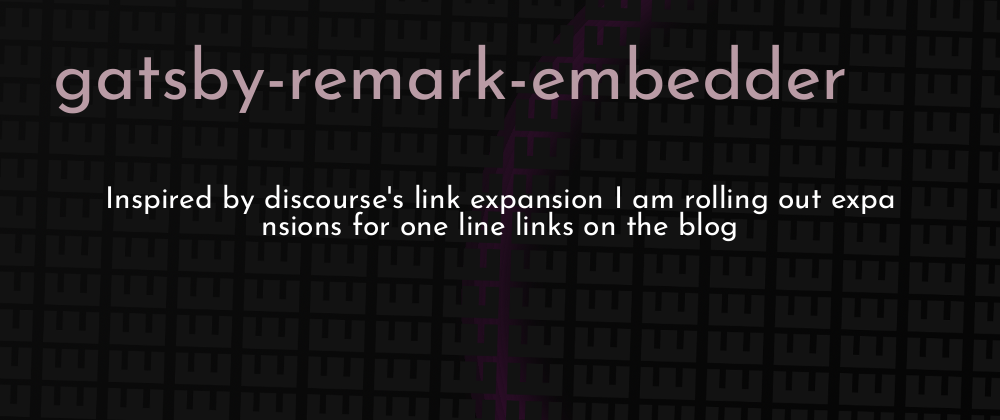 gatsby-remark-embedder
Inspired by discourse's link expansion I am rolling out expa
nsions for one line links on the blog